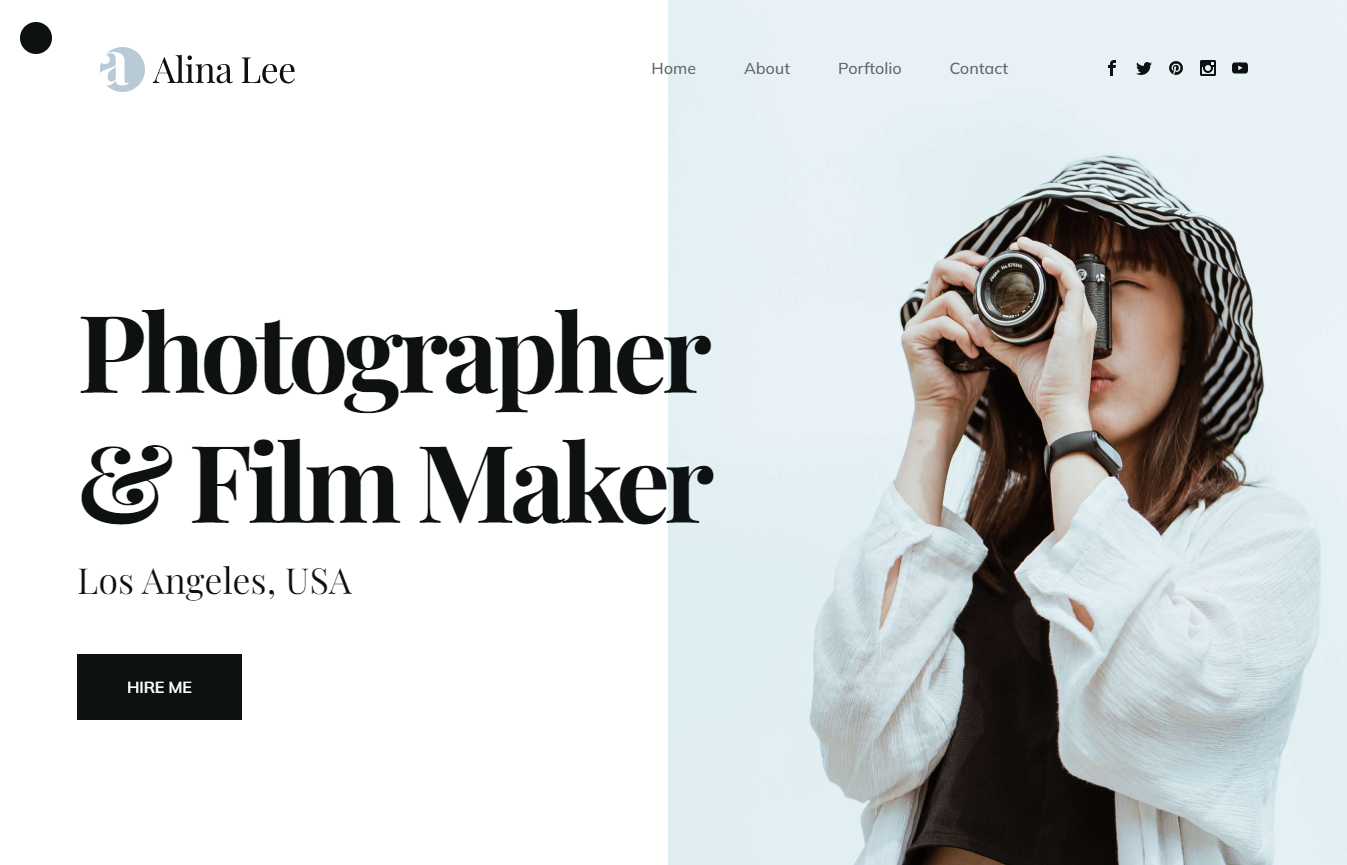 a Alina Lee
Home About Porftolio Contact
Photographer
& Film Maker
Los Angeles, USA
HIRE ME